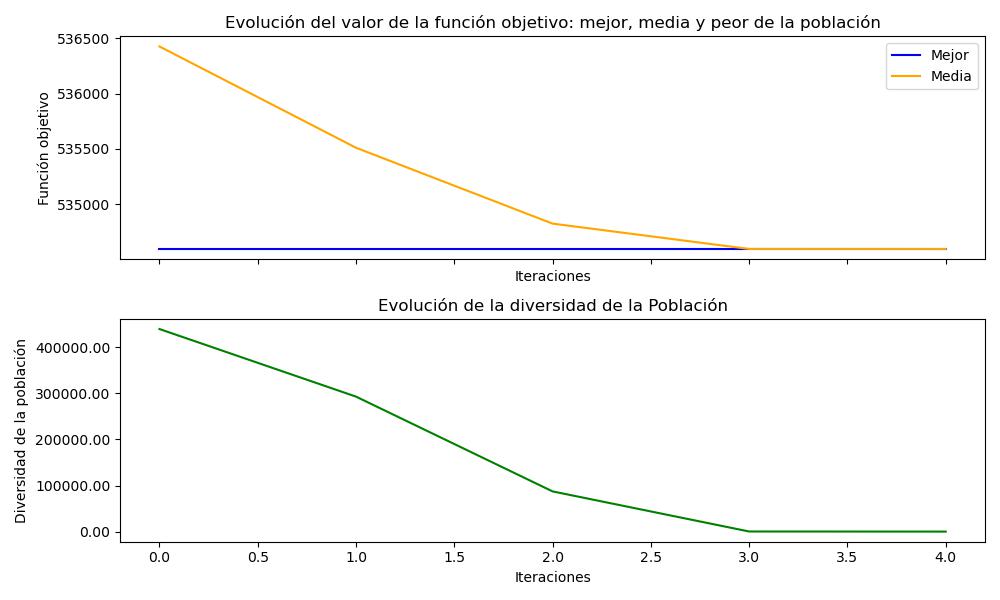 Evolución del valor de la función objetivo: mejor, media y peor de la población
536500
536000
535500
535000
Función objetivo
Mejor
Media
Iteraciones
Evolución de la diversidad de la Población
400000.00
300000.00
200000.00
100000.00
0.00
Diversidad de la población
0.0 0.5 1.0 1.5 2.0 2.5 3.0 3.5 4.0
Iteraciones